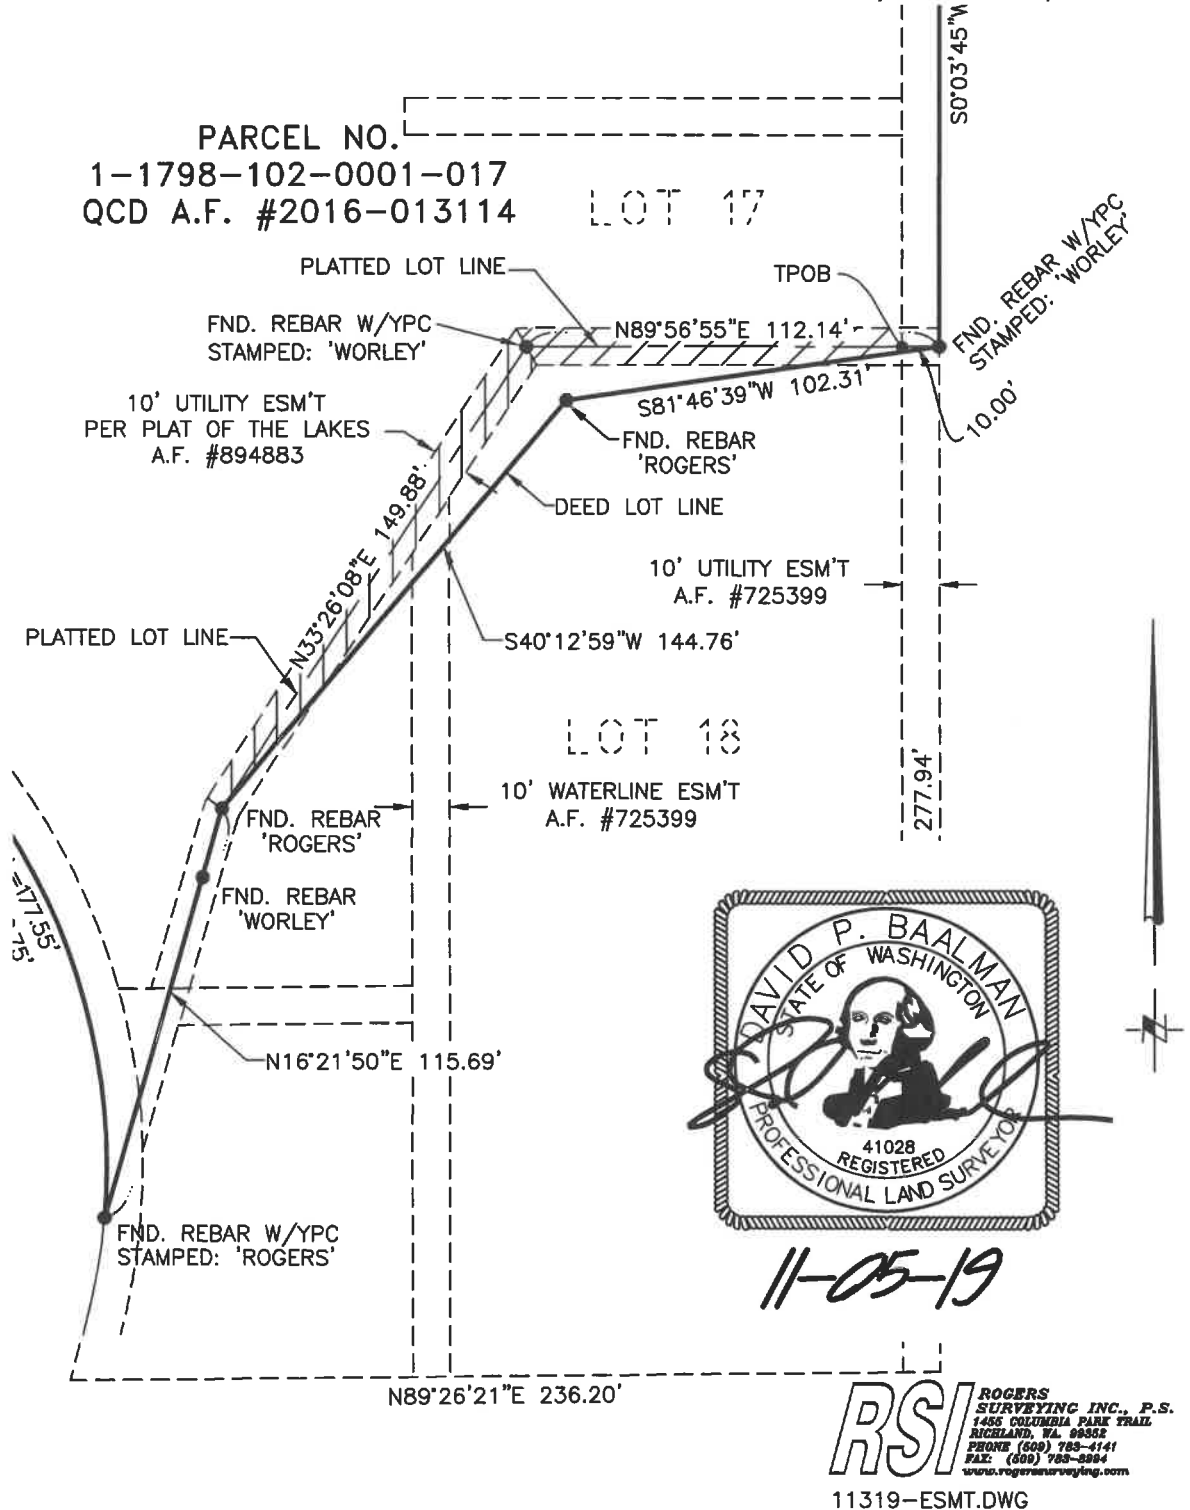 S0°03'45"W
PARCEL NO.
1-1798-102-0001-017
QCD A.F. #2016-013114
LOT 17
PLATTED LOT LINE
TPOB
FND. REBAR W/YPC
STAMPED: 'WORLEY'
FND. REBAR W/YPC
STAMPED: 'WORLEY'
N89°56'55"E 112.14'
S81°46'39"W 102.31'
10.00'
10' UTILITY ESM'T
PER PLAT OF THE LAKES
A.F. #894883
FND. REBAR
'ROGERS'
DEED LOT LINE
N33°26'08"E 149.88'
10' UTILITY ESM'T
A.F. #725399
PLATTED LOT LINE
S40°12'59"W 144.76'
LOT 18
10' WATERLINE ESM'T
A.F. #725399
277.94'
FND. REBAR
'ROGERS'
FND. REBAR
'WORLEY'
=177.55'
75'
N16°21'50"E 115.69'
DAVID P. BAALMAN
STATE OF WASHINGTON
41028
REGISTERED
PROFESSIONAL LAND SURVEYOR
FND. REBAR W/YPC
STAMPED: 'ROGERS'
11-05-19
N89°26'21"E 236.20'
RSI
ROGERS
SURVEYING INC., P.S.
1455 COLUMBIA PARK TRAIL
RICHLAND, WA. 99352
PHONE (509) 783-4141
FAX: (509) 783-8994
www.rogerssurveying.com
11319-ESMT.DWG